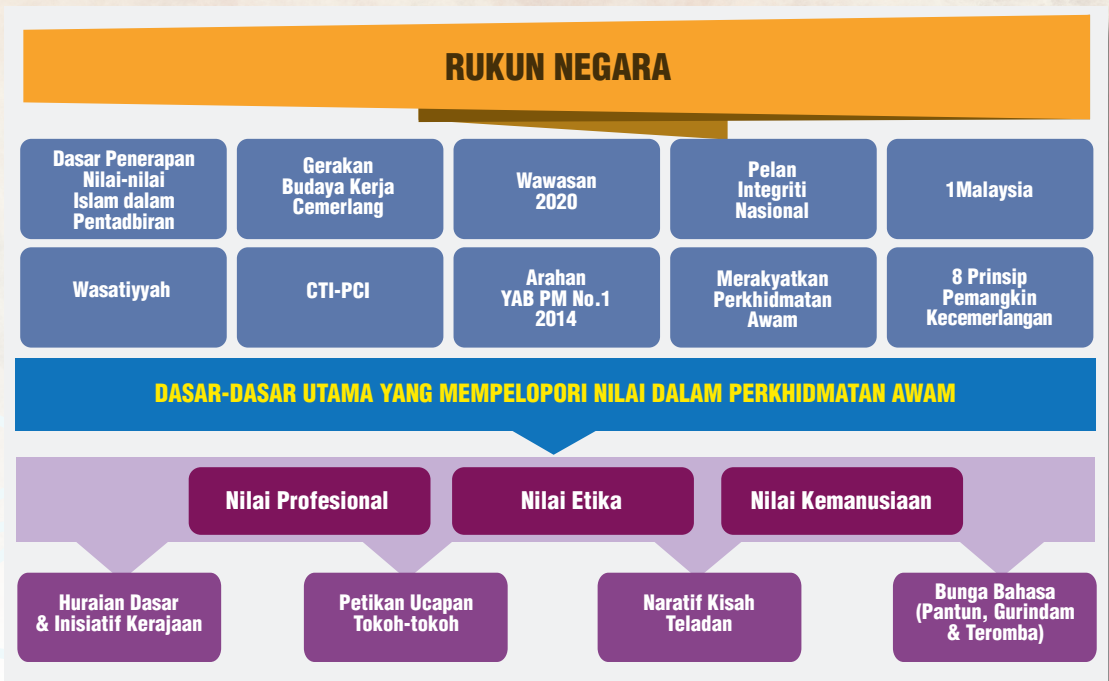 RUKUN NEGARA
Dasar Penerapan
Nilai-nilai
Islam dalam
Pentadbiran
Gerakan
Budaya Kerja
Cemerlang
Wawasan
2020
Pelan
Integriti
Nasional
1Malaysia
Wasatiyyah
CTI-PCI
Arahan
YAB PM No.1
2014
Merakyatkan
Perkhidmatan
Awam
8 Prinsip
Pemangkin
Kecemerlangan
DASAR-DASAR UTAMA YANG MEMPELOPORI NILAI DALAM PERKHIDMATAN AWAM
Nilai Profesional
Nilai Etika
Nilai Kemanusiaan
Huraian Dasar
& Inisiatif Kerajaan
Petikan Ucapan
Tokoh-tokoh
Naratif Kisah
Teladan
Bunga Bahasa
(Pantun, Gurindam
& Teromba)